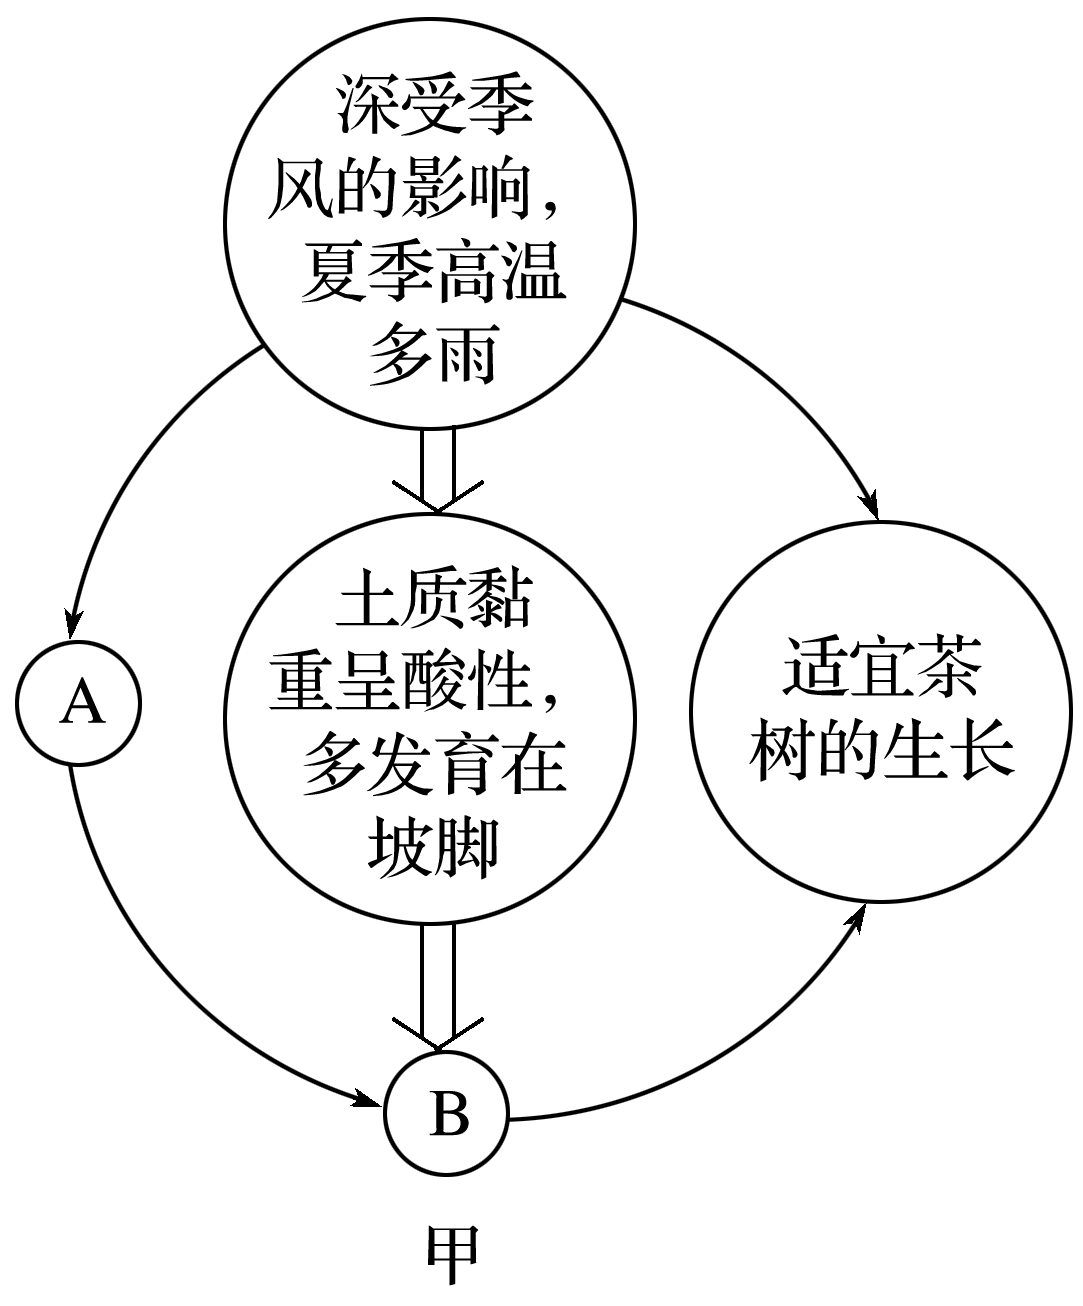 深受季
风的影响，
夏季高温
多雨
土质黏
重呈酸性，
多发育在
坡脚
适宜茶
树的生长
A
B
甲